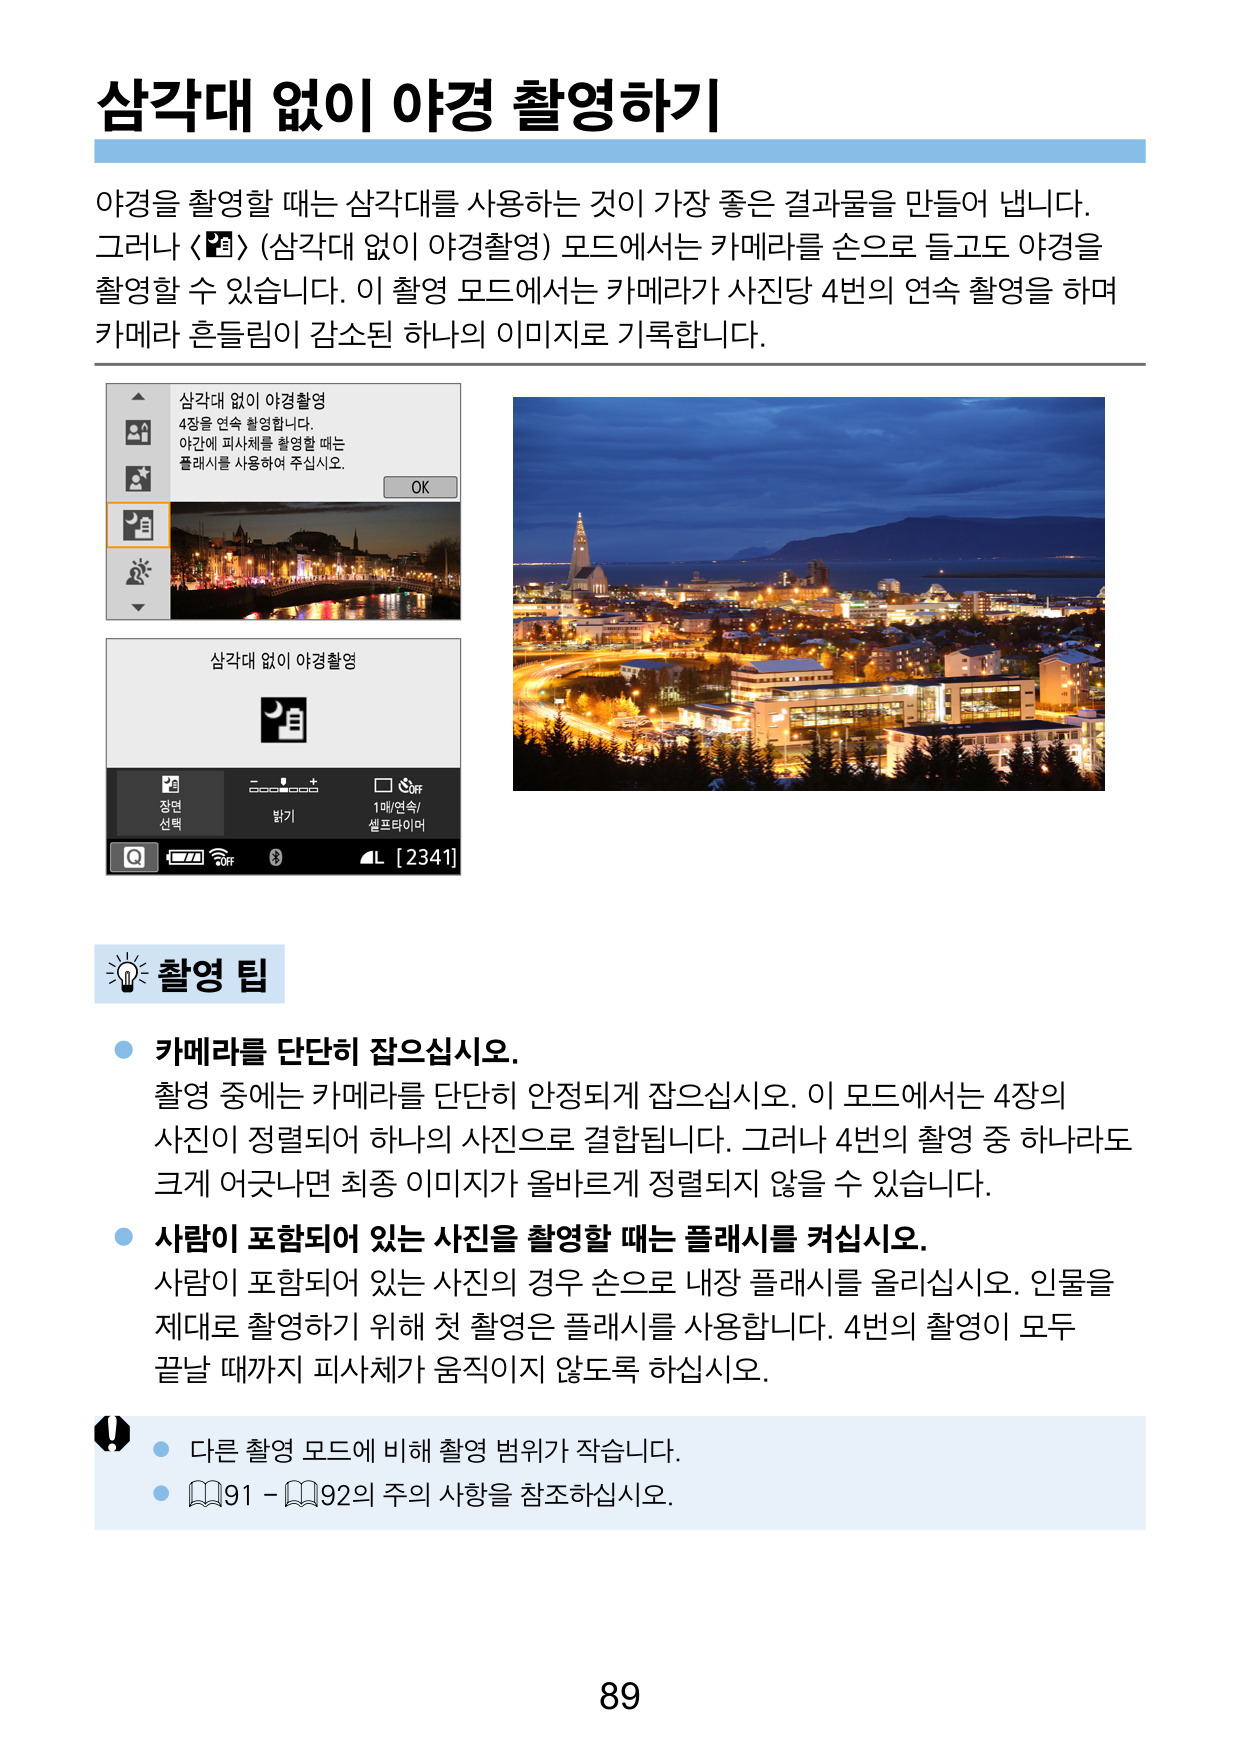 삼각대 없이 야경 촬영하기
야경을 촬영할 때는 삼각대를 사용하는 것이 가장 좋은 결과물을 만들어 냅니다.
그러나 < > (삼각대 없이 야경촬영) 모드에서는 카메라를 손으로 들고도 야경을
촬영할 수 있습니다. 이 촬영 모드에서는 카메라가 사진당 4번의 연속 촬영을 하며
카메라 흔들림이 감소된 하나의 이미지로 기록합니다.
삼각대 없이 야경촬영
4장을 연속 촬영합니다.
야간에 피사체를 촬영할 때는
플래시를 사용하여 주십시오.
OK
삼각대 없이 야경촬영
장면
선택
밝기
OFF
1매/연속/
셀프타이머
Q OFF L [2341]
촬영 팁
● 카메라를 단단히 잡으십시오.
촬영 중에는 카메라를 단단히 안정되게 잡으십시오. 이 모드에서는 4장의
사진이 정렬되어 하나의 사진으로 결합됩니다. 그러나 4번의 촬영 중 하나라도
크게 어긋나면 최종 이미지가 올바르게 정렬되지 않을 수 있습니다.
● 사람이 포함되어 있는 사진을 촬영할 때는 플래시를 켜십시오.
사람이 포함되어 있는 사진의 경우 손으로 내장 플래시를 올리십시오. 인물을
제대로 촬영하기 위해 첫 촬영은 플래시를 사용합니다. 4번의 촬영이 모두
끝날 때까지 피사체가 움직이지 않도록 하십시오.
● 다른 촬영 모드에 비해 촬영 범위가 작습니다.
● 91 – 92의 주의 사항을 참조하십시오.
89